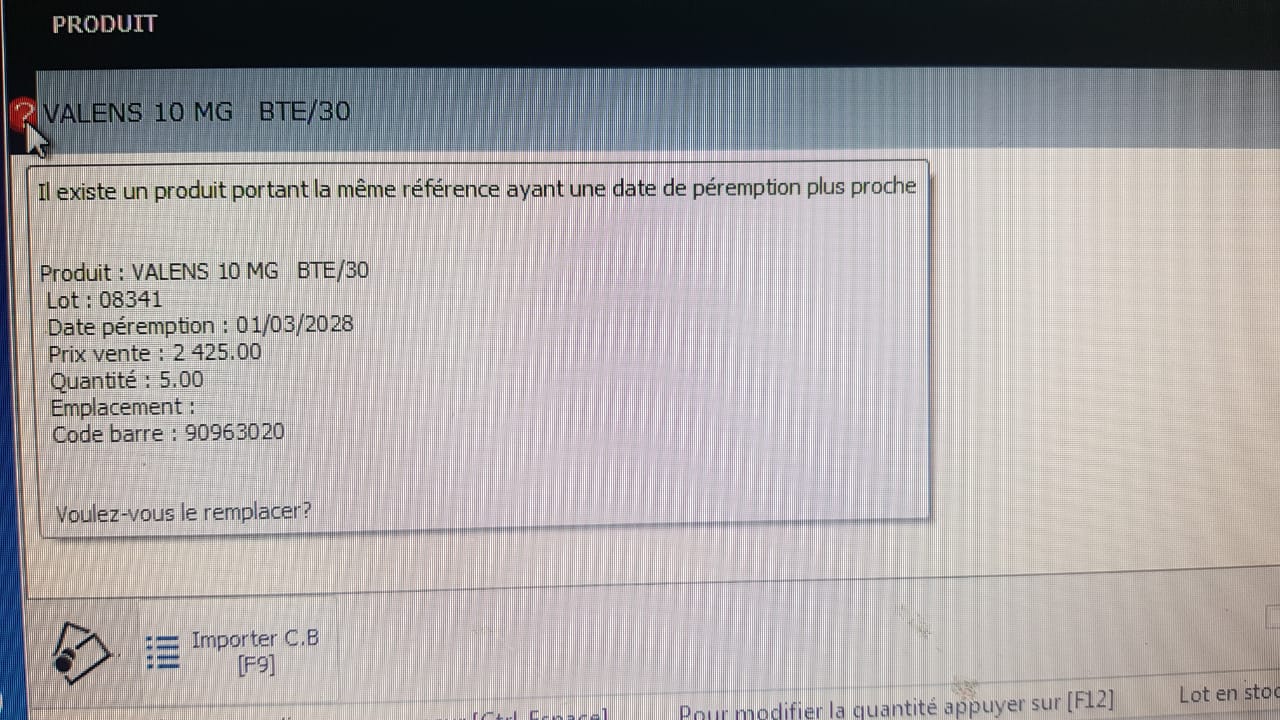 PRODUIT
VALENS 10 MG BTE/30
Il existe un produit portant la même référence ayant une date de péremption plus proche
Produit : VALENS 10 MG BTE/30
Lot : 08341
Date péremption : 01/03/2028
Prix vente : 2 425.00
Quantité : 5.00
Emplacement :
Code barre : 90963020
Voulez-vous le remplacer?
Importer C.B
[F9]
[Ctrl Espace]
Pour modifier la quantité appuyer sur [F12]
Lot en stoc